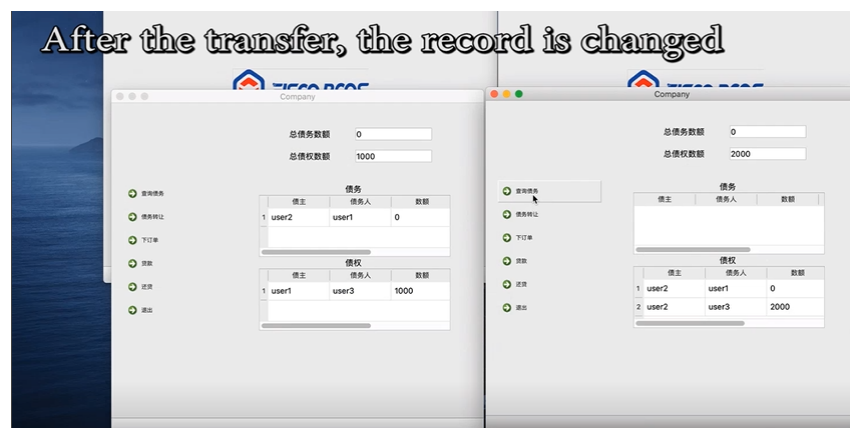 After the transfer, the record is changed
Company
总债务数额 0
总债权数额 1000
查询债务
债务转让
下订单
贷款
还贷
退出
债务
债主 债务人 数额
1 user2 user1 0
债权
债主 债务人 数额
1 user1 user3 1000
Company
总债务数额 0
总债权数额 2000
查询债务
债务转让
下订单
贷款
还贷
退出
债务
债主 债务人 数额
债权
债主 债务人 数额
1 user2 user1 0
2 user2 user3 2000